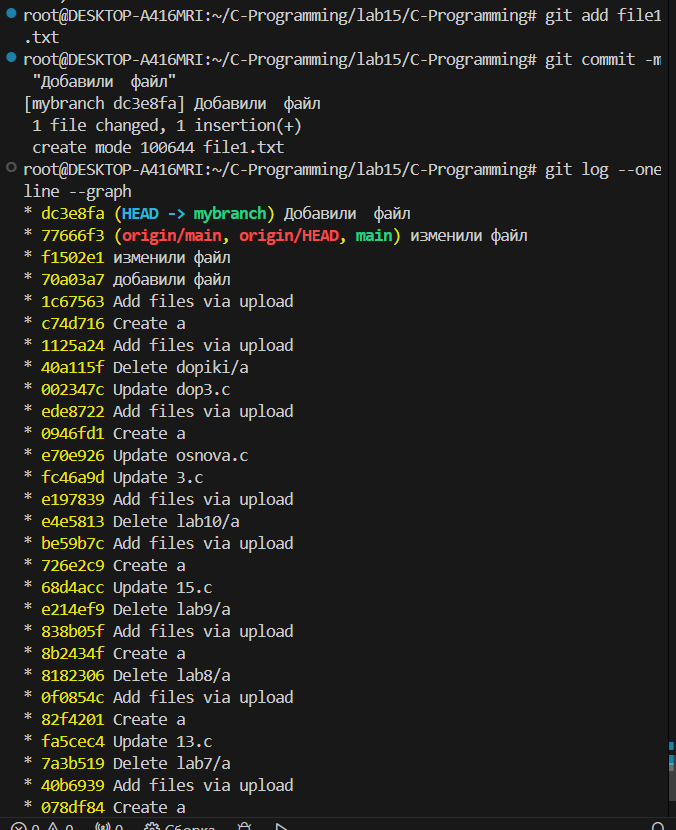 root@DESKTOP-A416MRI:~/C-Programming/lab15/C-Programming# git add file1
.txt
root@DESKTOP-A416MRI:~/C-Programming/lab15/C-Programming# git commit -m
"Добавили  файл"
[mybranch dc3e8fa] Добавили  файл
1 file changed, 1 insertion(+)
create mode 100644 file1.txt
root@DESKTOP-A416MRI:~/C-Programming/lab15/C-Programming# git log --one
line --graph
* dc3e8fa (HEAD -> mybranch) Добавили  файл
* 77666f3 (origin/main, origin/HEAD, main) изменили файл
* f1502e1 изменили файл
* 70a03a7 добавили файл
* 1c67563 Add files via upload
* c74d716 Create a
* 1125a24 Add files via upload
* 40a115f Delete dopiki/a
* 002347c Update dop3.c
* ede8722 Add files via upload
* 0946fd1 Create a
* e70e926 Update osnova.c
* fc46a9d Update 3.c
* e197839 Add files via upload
* e4e5813 Delete lab10/a
* be59b7c Add files via upload
* 726e2c9 Create a
* 68d4acc Update 15.c
* e214ef9 Delete lab9/a
* 838b05f Add files via upload
* 8b2434f Create a
* 8182306 Delete lab8/a
* 0f0854c Add files via upload
* 82f4201 Create a
* fa5cec4 Update 13.c
* 7a3b519 Delete lab7/a
* 40b6939 Add files via upload
* 078df84 Create a
0 0 0 Сборка